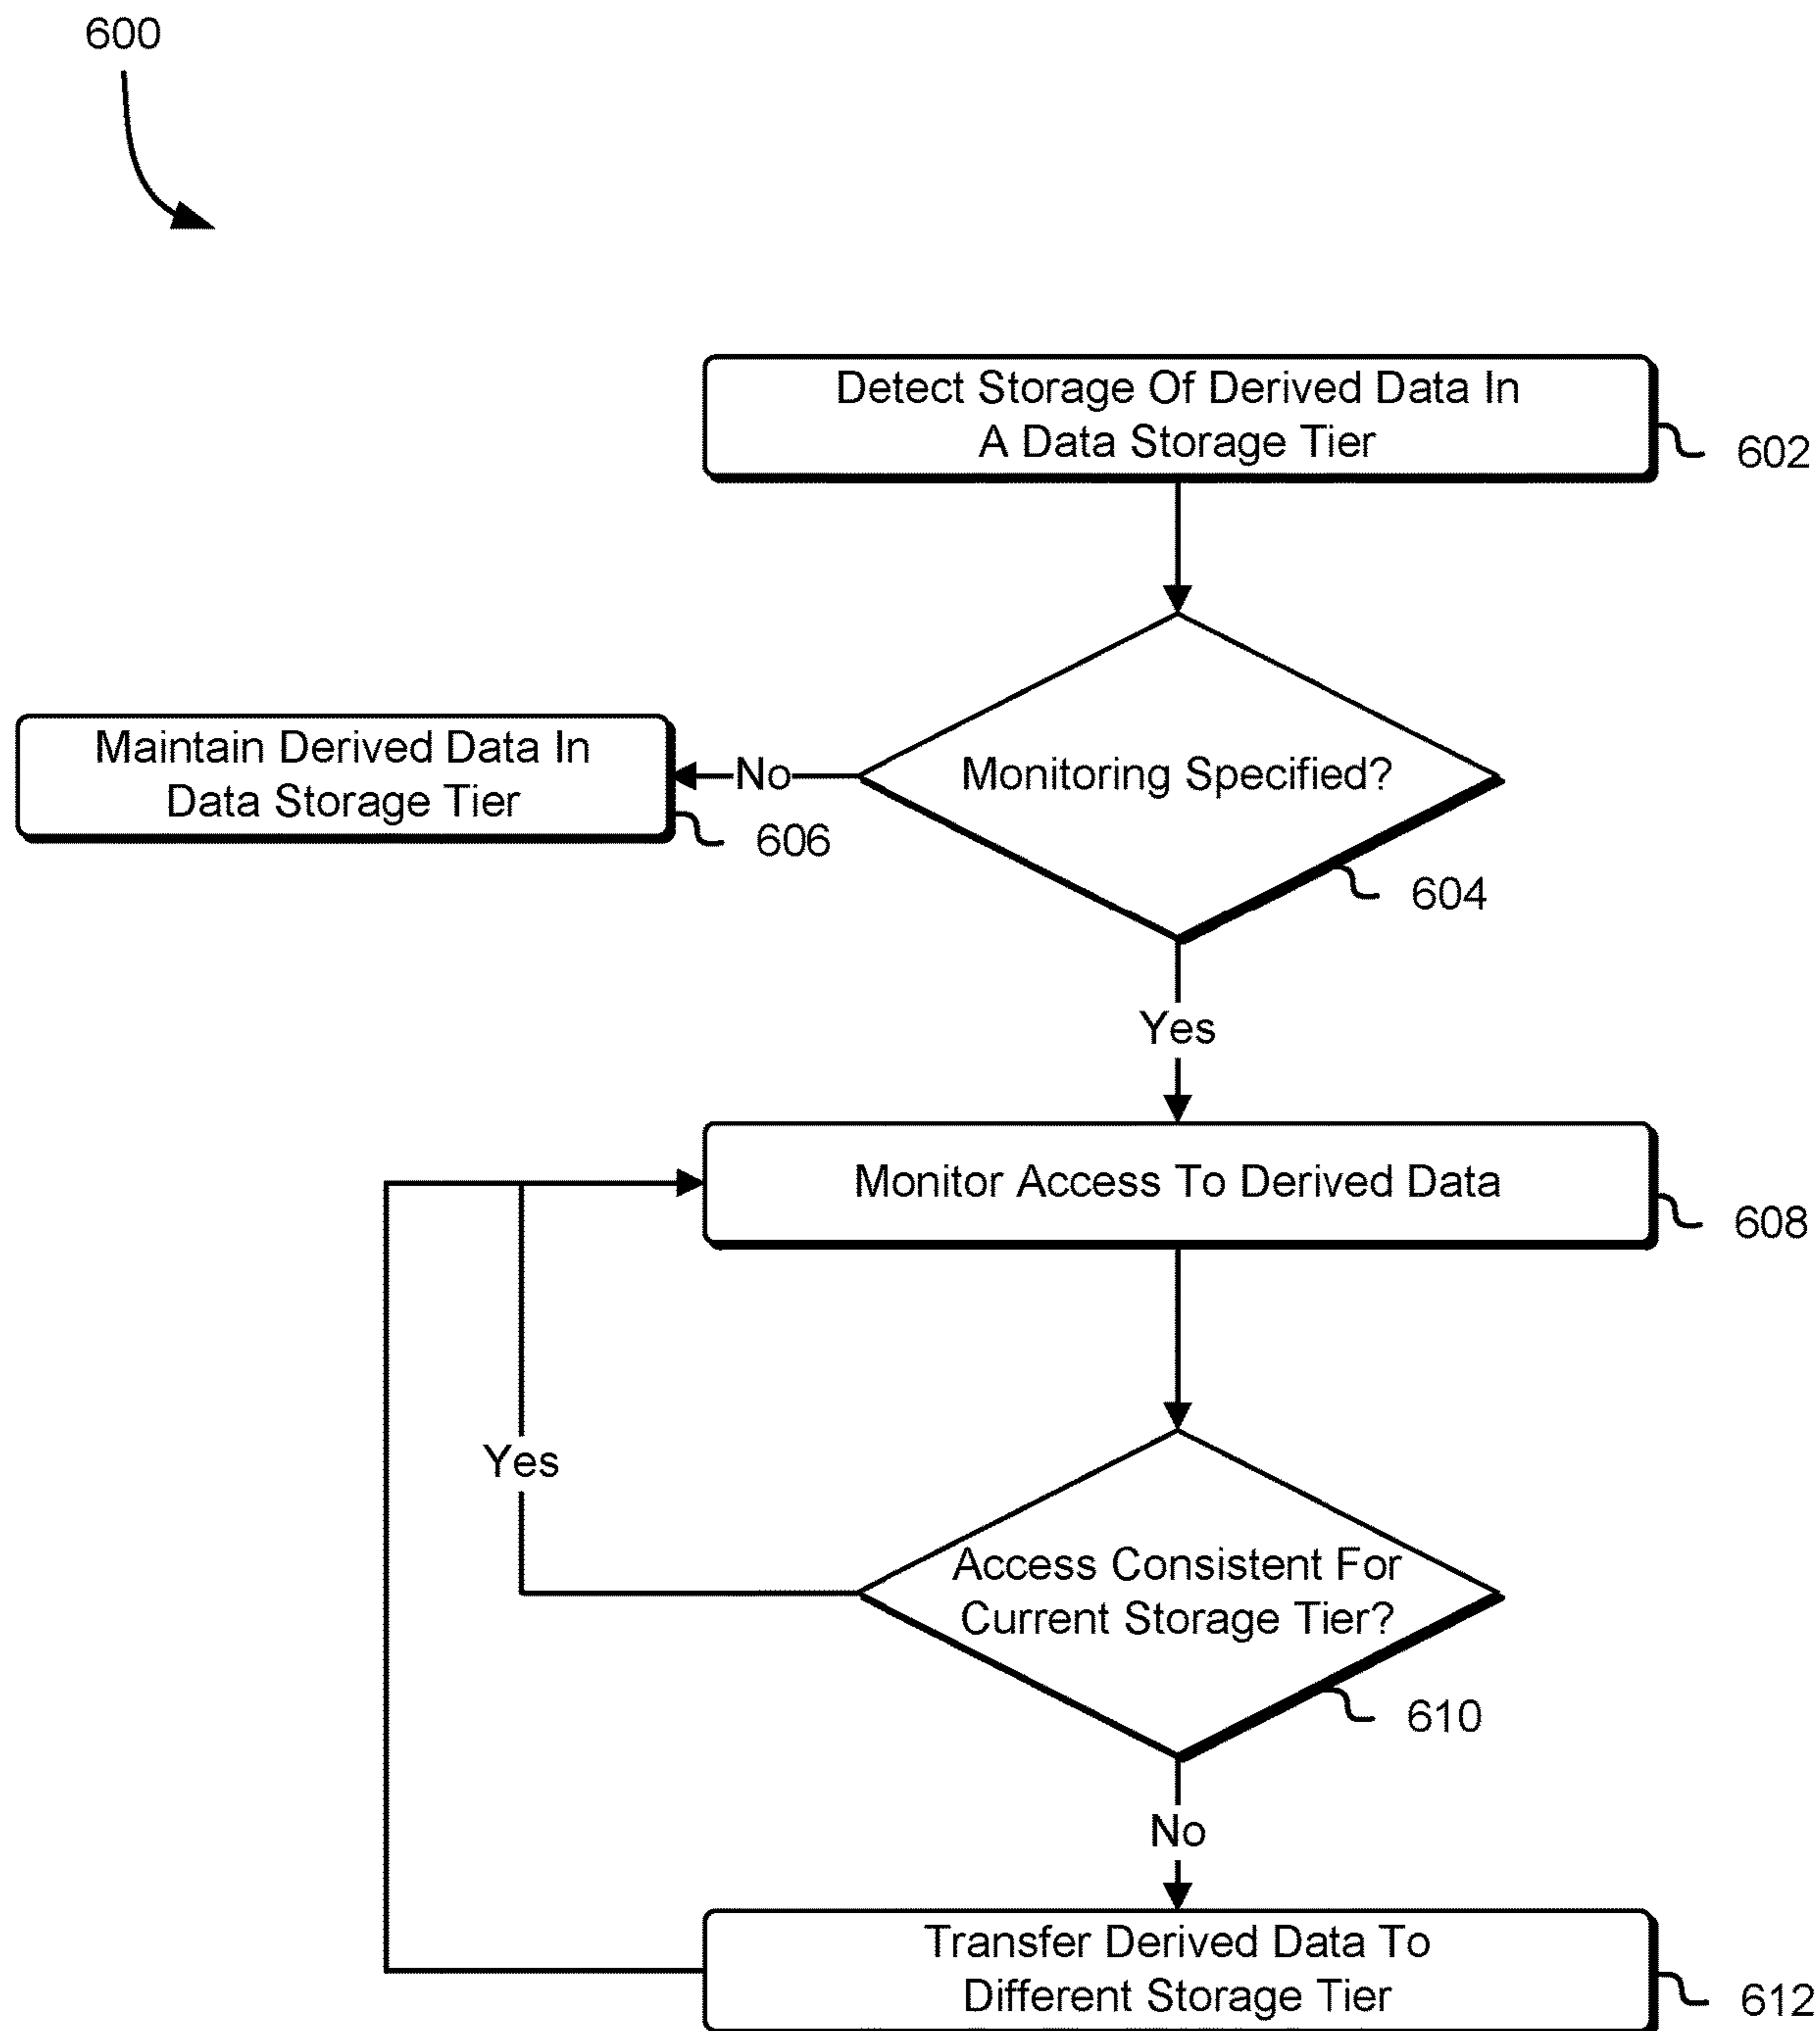 600
Detect Storage Of Derived Data In
A Data Storage Tier
602
Maintain Derived Data In
Data Storage Tier
606
No
Monitoring Specified?
604
Yes
Monitor Access To Derived Data
608
Yes
Access Consistent For
Current Storage Tier?
610
No
Transfer Derived Data To
Different Storage Tier
612